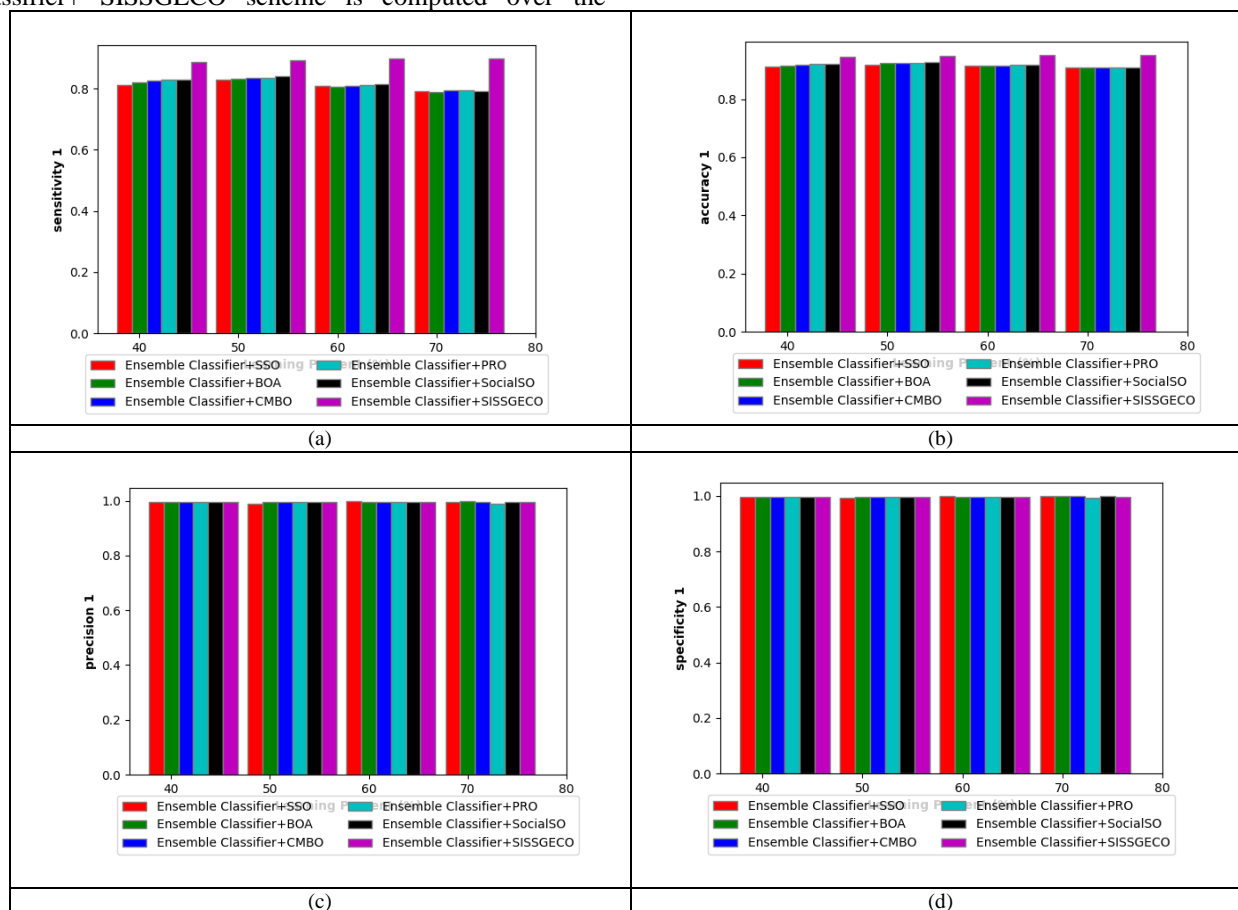 assifier+ SISSGECO scheme is computed over the
sensitivity 1
0.8
0.6
0.4
0.2
0.0
40 50 60 70 80
Ensemble Classifier+SSO Ensemble Classifier+PRO
Ensemble Classifier+BOA Ensemble Classifier+SocialSO
Ensemble Classifier+CMBO Ensemble Classifier+SISSGECO
(a)
accuracy 1
0.8
0.6
0.4
0.2
0.0
40 50 60 70 80
Ensemble Classifier+SSO Ensemble Classifier+PRO
Ensemble Classifier+BOA Ensemble Classifier+SocialSO
Ensemble Classifier+CMBO Ensemble Classifier+SISSGECO
(b)
precision 1
1.0
0.8
0.6
0.4
0.2
0.0
40 50 60 70 80
Ensemble Classifier+SSO Ensemble Classifier+PRO
Ensemble Classifier+BOA Ensemble Classifier+SocialSO
Ensemble Classifier+CMBO Ensemble Classifier+SISSGECO
(c)
specificity 1
1.0
0.8
0.6
0.4
0.2
0.0
40 50 60 70 80
Ensemble Classifier+SSO Ensemble Classifier+PRO
Ensemble Classifier+BOA Ensemble Classifier+SocialSO
Ensemble Classifier+CMBO Ensemble Classifier+SISSGECO
(d)